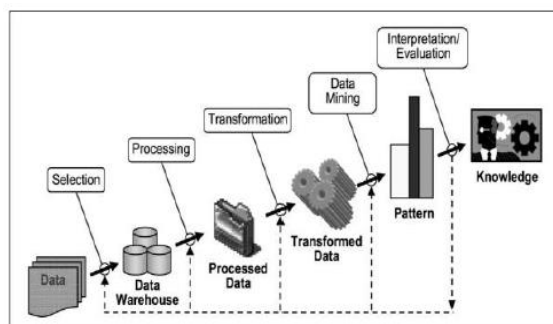 Interpretation/
Evaluation
Data
Mining
Transformation
Processing
Selection
Knowledge
Pattern
Transformed
Data
Processed
Data
Data
Warehouse
Data